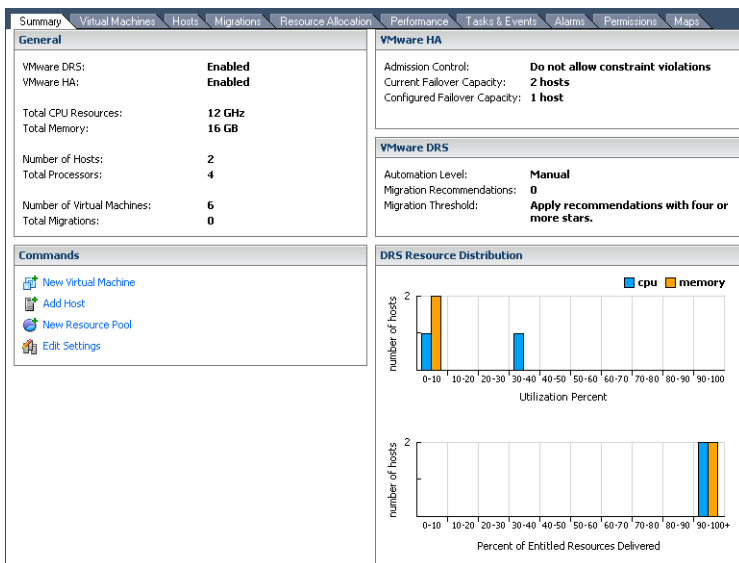 Summary Virtual Machines Hosts Migrations Resource Allocation Performance Tasks & Events Alarms Permissions Maps
General
VMware DRS: Enabled
VMware HA: Enabled
Total CPU Resources: 12 GHz
Total Memory: 16 GB
Number of Hosts: 2
Total Processors: 4
Number of Virtual Machines: 6
Total Migrations: 0
Commands
New Virtual Machine
Add Host
New Resource Pool
Edit Settings
VMware HA
Admission Control: Do not allow constraint violations
Current Failover Capacity: 2 hosts
Configured Failover Capacity: 1 host
VMware DRS
Automation Level: Manual
Migration Recommendations: 0
Migration Threshold: Apply recommendations with four or
more stars.
DRS Resource Distribution
cpu memory
2
number of hosts
0-10 10-20 20-30 30-40 40-50 50-60 60-70 70-80 80-90 90-100
Utilization Percent
2
number of hosts
0-10 10-20 20-30 30-40 40-50 50-60 60-70 70-80 80-90 90-100+
Percent of Entitled Resources Delivered